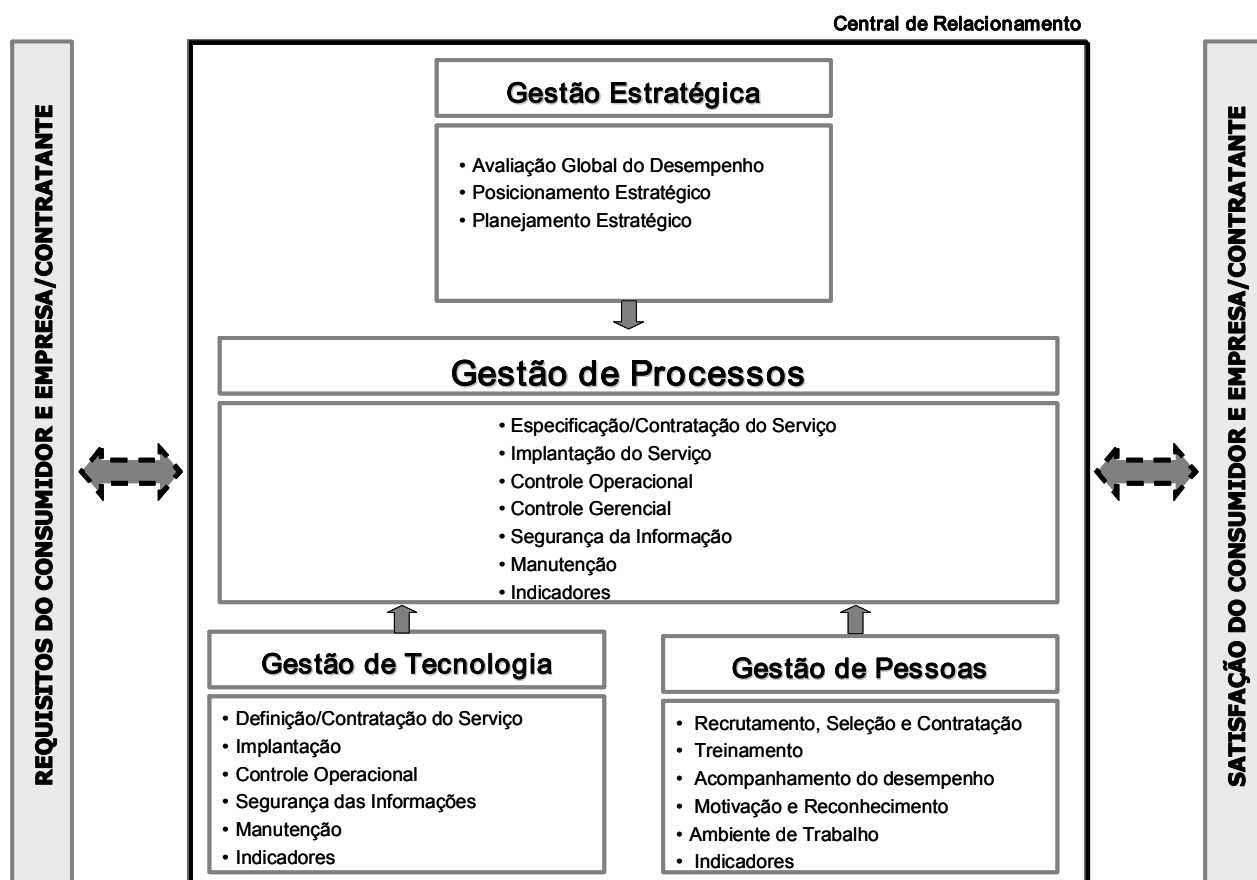 Central de Relacionamento
REQUISITOS DO CONSUMIDOR E EMPRESA/CONTRATANTE
Gestão Estratégica
• Avaliação Global do Desempenho
• Posicionamento Estratégico
• Planejamento Estratégico
Gestão de Processos
• Especificação/Contratação do Serviço
• Implantação do Serviço
• Controle Operacional
• Controle Gerencial
• Segurança da Informação
• Manutenção
• Indicadores
Gestão de Tecnologia
• Definição/Contratação do Serviço
• Implantação
• Controle Operacional
• Segurança das Informações
• Manutenção
• Indicadores
Gestão de Pessoas
• Recrutamento, Seleção e Contratação
• Treinamento
• Acompanhamento do desempenho
• Motivação e Reconhecimento
• Ambiente de Trabalho
• Indicadores
SATISFAÇÃO DO CONSUMIDOR E EMPRESA/CONTRATANTE